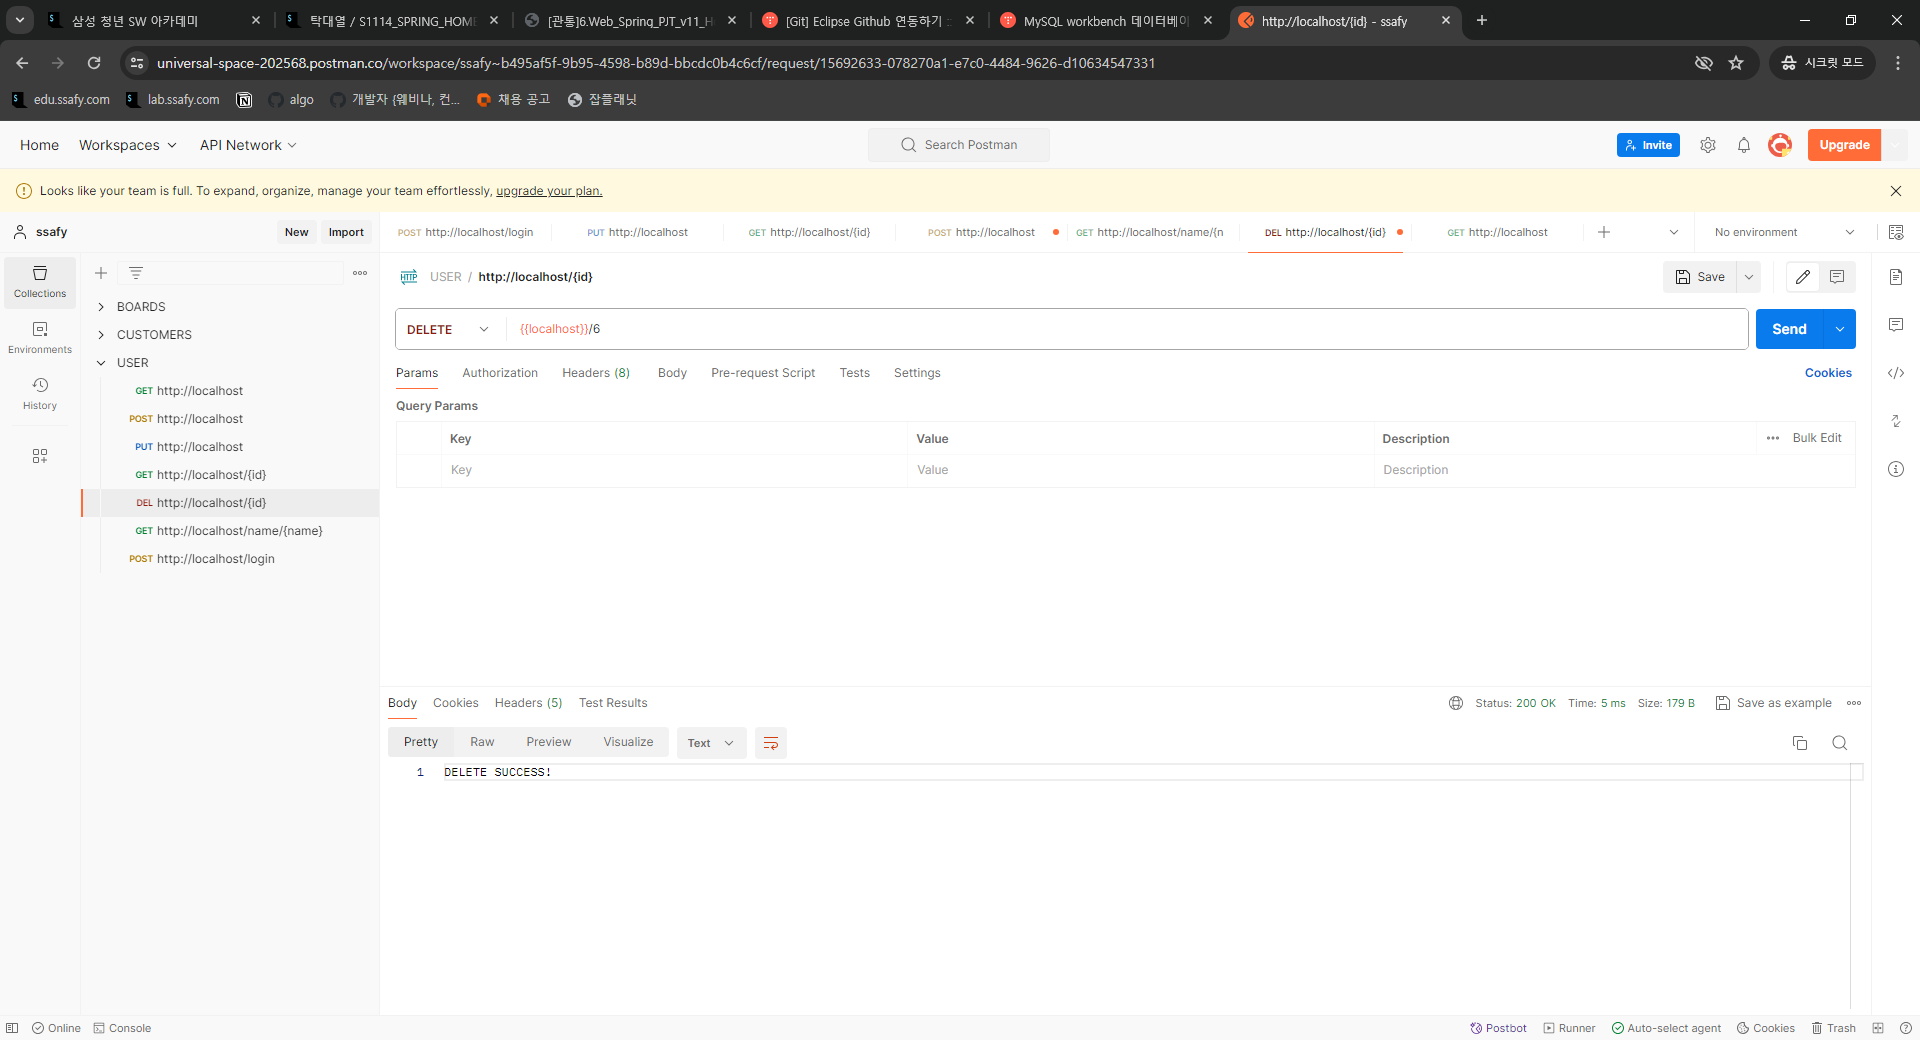 삼성 청년 SW 아카데미
탁대열 / S1114_SPRING_HOME
[관통]6.Web_Spring_PJT_v11_H
[Git] Eclipse Github 연동하기
MySQL workbench 데이터베이
http://localhost/{id} - ssafy
universal-space-202568.postman.co/workspace/ssafy~b495af5f-9b95-4598-b89d-bbcdc0b4c6cf/request/15692633-078270a1-e7c0-4484-9626-d10634547331
시크릿 모드
edu.ssafy.com
lab.ssafy.com
algo
개발자 {웨비나, 컨...
채용 공고
잡플래닛
Home
Workspaces
API Network
Search Postman
Invite
Upgrade
Looks like your team is full. To expand, organize, manage your team effortlessly, upgrade your plan.
ssafy
New
Import
POST http://localhost/login
PUT http://localhost
GET http://localhost/{id}
POST http://localhost
GET http://localhost/name/{n
DEL http://localhost/{id}
GET http://localhost
No environment
Collections
Environments
History
BOARDS
CUSTOMERS
USER
GET http://localhost
POST http://localhost
PUT http://localhost
GET http://localhost/{id}
DEL http://localhost/{id}
GET http://localhost/name/{name}
POST http://localhost/login
HTTP
USER / http://localhost/{id}
Save
DELETE
{{localhost}}/6
Send
Params
Authorization
Headers (8)
Body
Pre-request Script
Tests
Settings
Cookies
Query Params
Key
Value
Description
Bulk Edit
Key
Value
Description
Body
Cookies
Headers (5)
Test Results
Status: 200 OK
Time: 5 ms
Size: 179 B
Save as example
Pretty
Raw
Preview
Visualize
Text
1
DELETE SUCCESS!
Online
Console
Postbot
Runner
Auto-select agent
Cookies
Trash